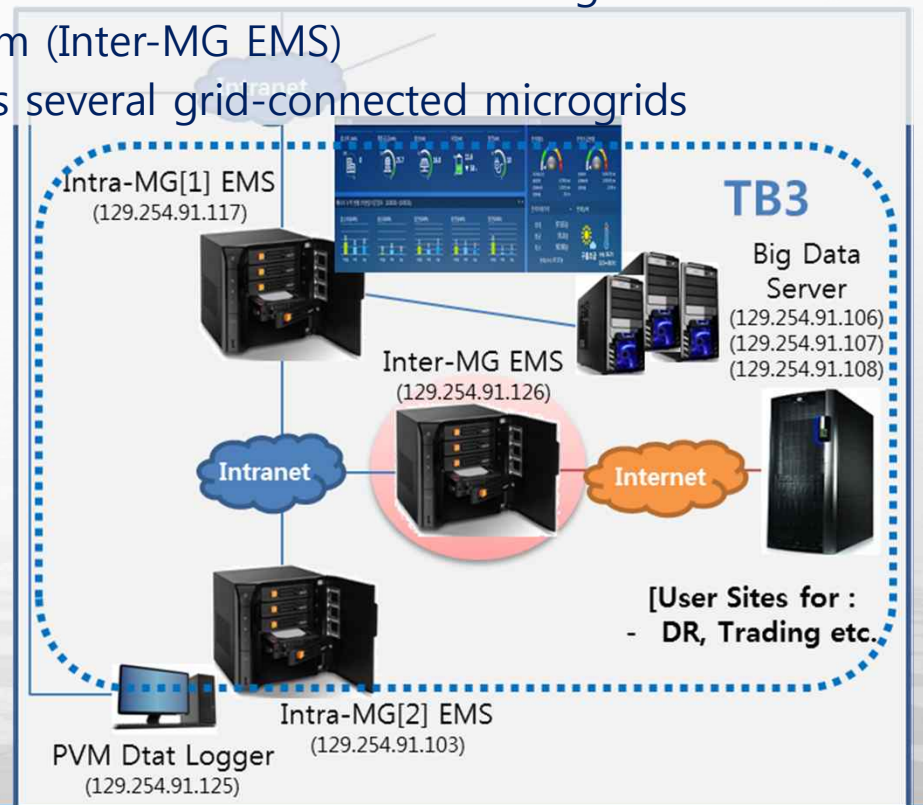 m (Inter-MG EMS)
Intranet
s several grid-connected microgrids
Intra-MG[1] EMS
(129.254.91.117)
TB3
Big Data
Server
(129.254.91.106)
(129.254.91.107)
(129.254.91.108)
Inter-MG EMS
(129.254.91.126)
Intranet
Internet
[User Sites for :
- DR, Trading etc.
Intra-MG[2] EMS
(129.254.91.103)
PVM Dtat Logger
(129.254.91.125)